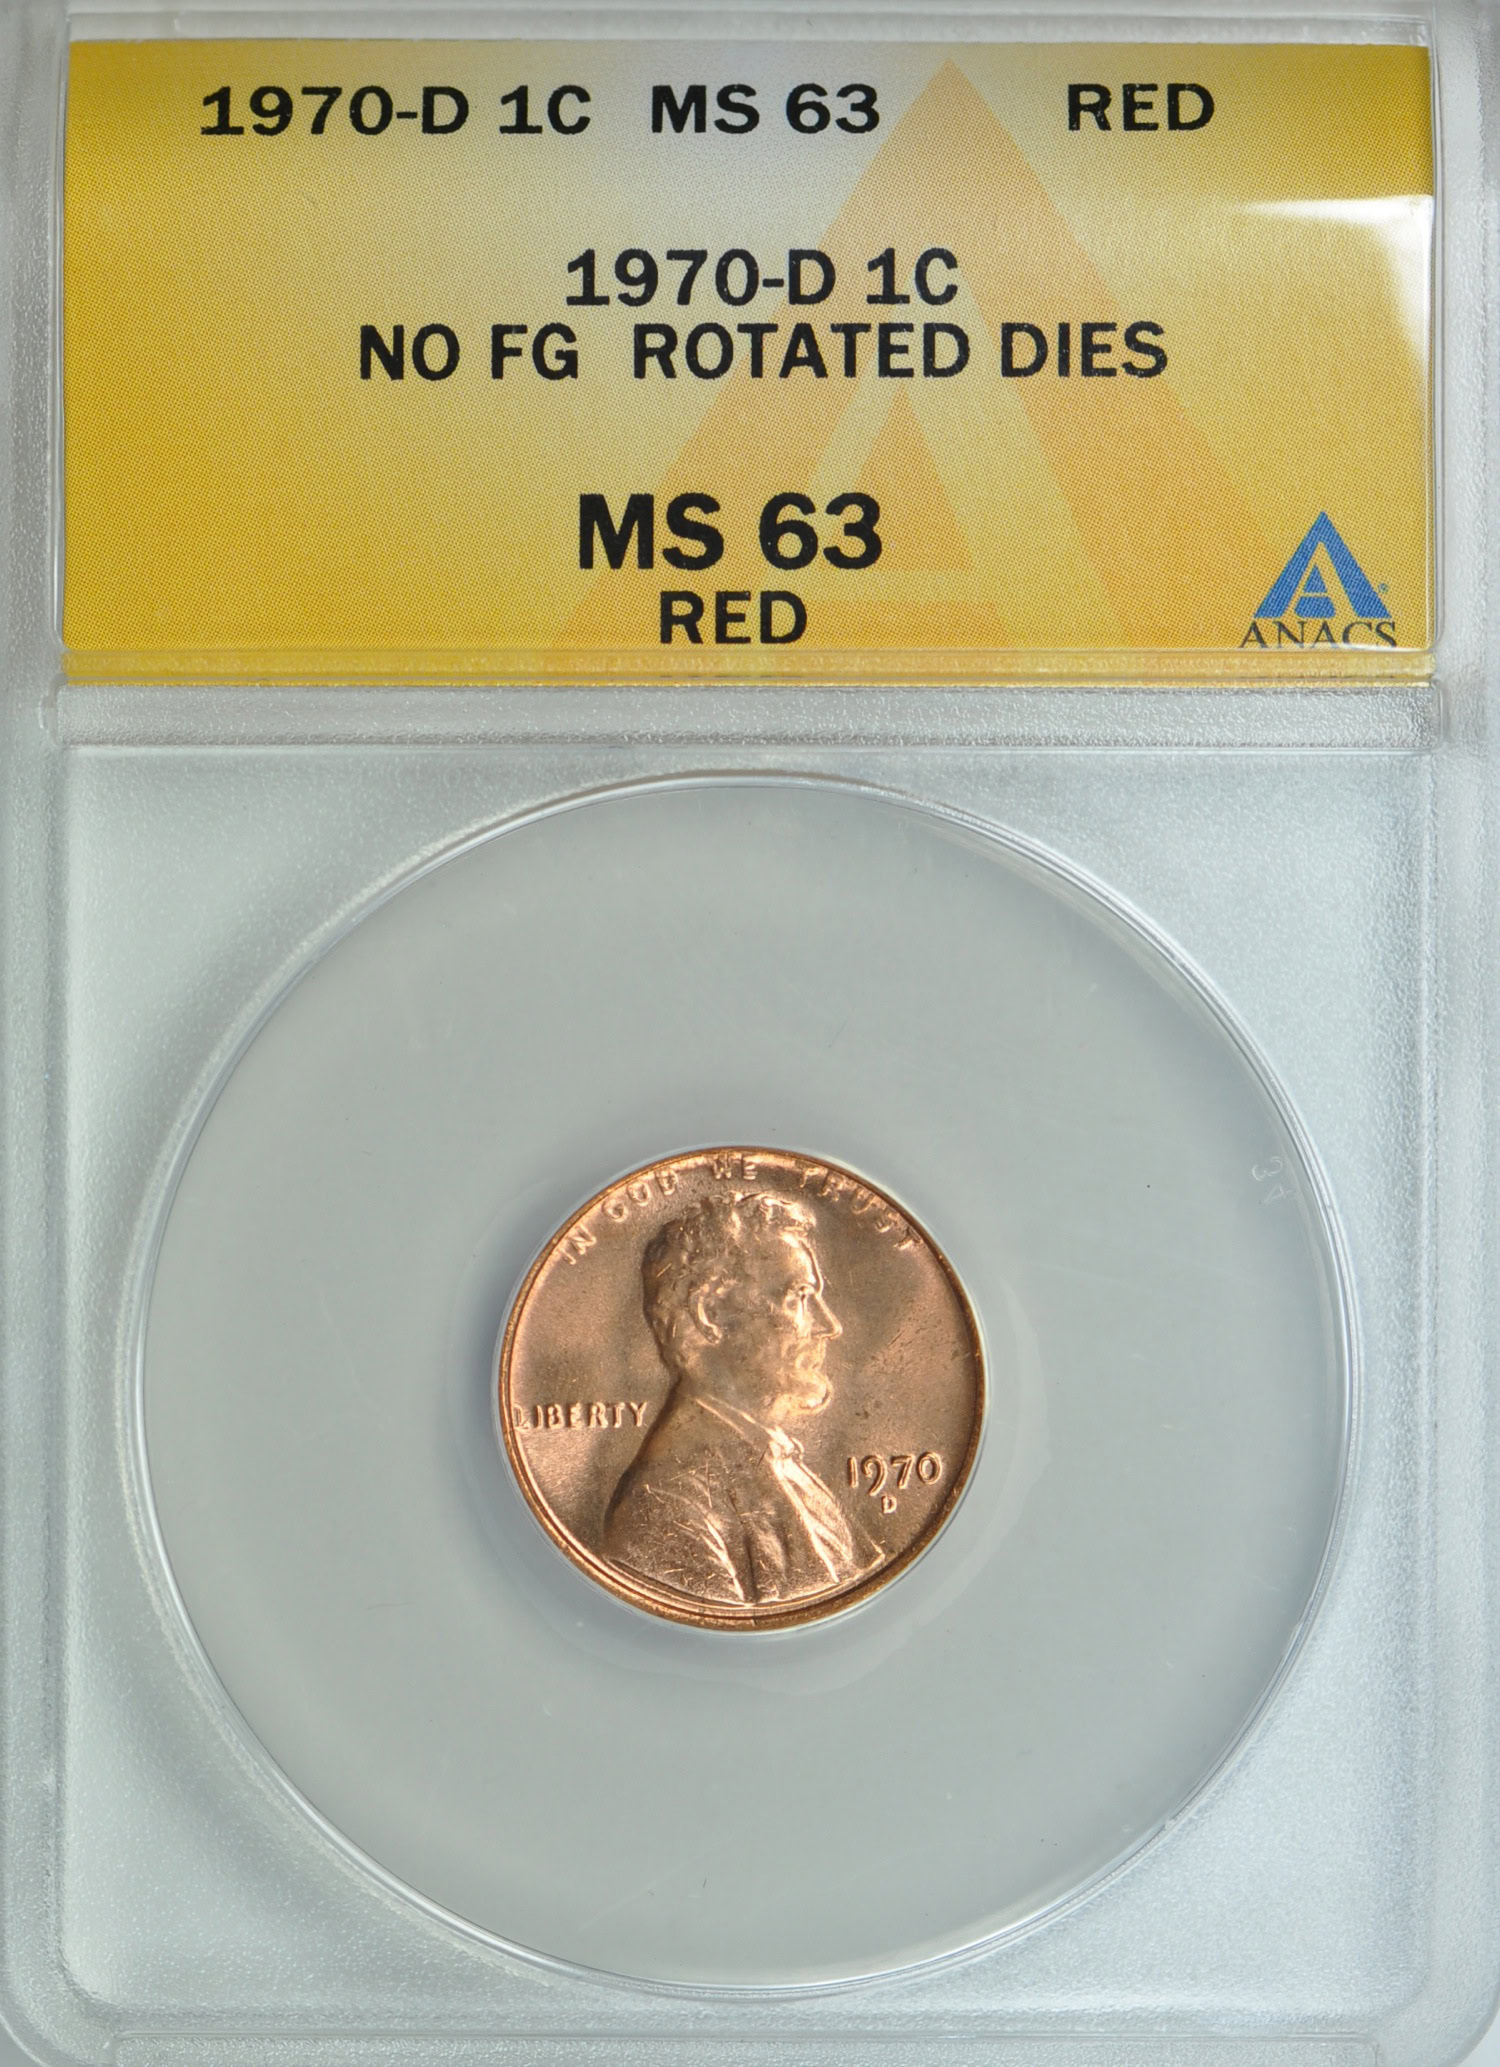 1970-D 1C MS 63 RED
1970-D 1C
NO FG ROTATED DIES
MS 63
RED
ANACS
IN GOD WE TRUST
LIBERTY
1970
D